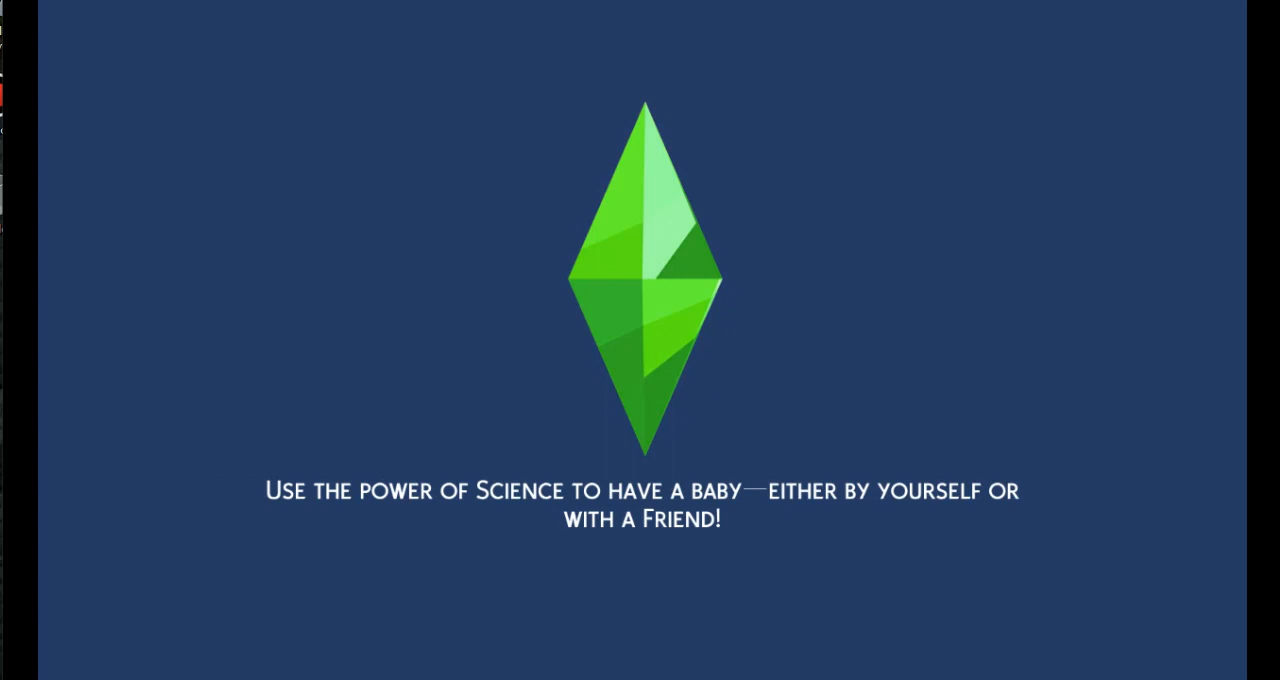 Use the power of Science to have a baby—either by yourself or
with a Friend!